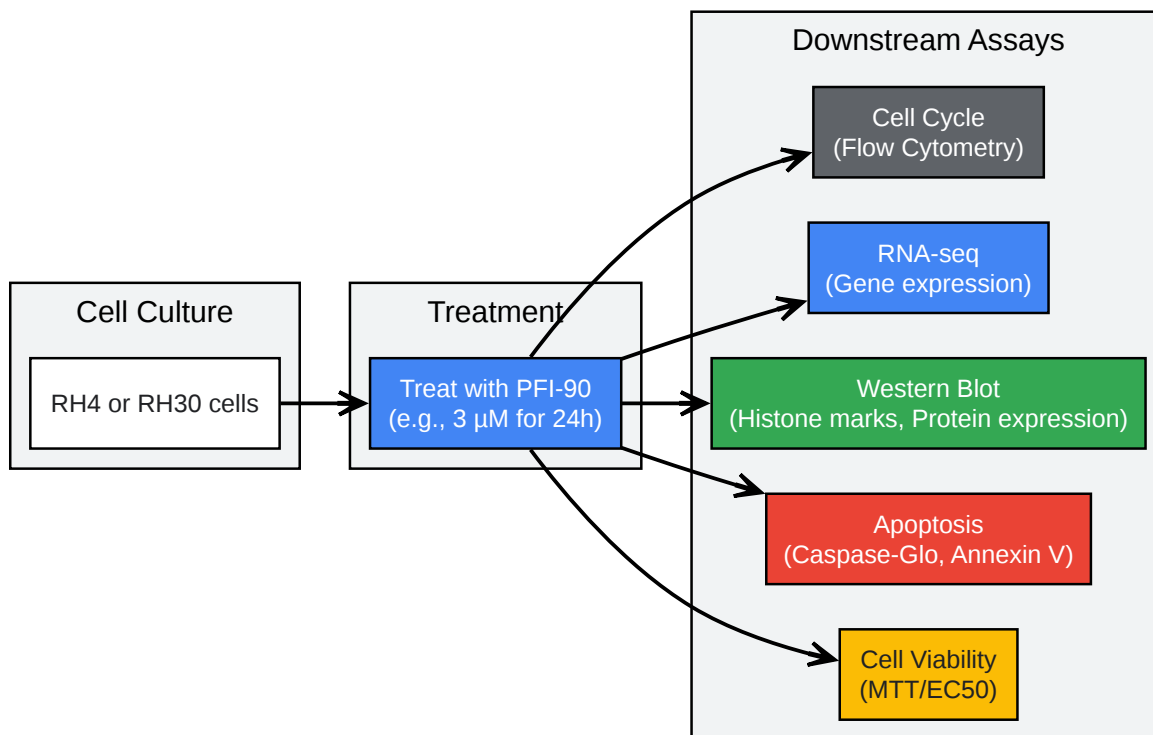 Cell Culture
RH4 or RH30 cells
Treatment
Treat with PFI-90
(e.g., 3 µM for 24h)
Downstream Assays
Cell Cycle
(Flow Cytometry)
RNA-seq
(Gene expression)
Western Blot
(Histone marks, Protein expression)
Apoptosis
(Caspase-Glo, Annexin V)
Cell Viability
(MTT/EC50)